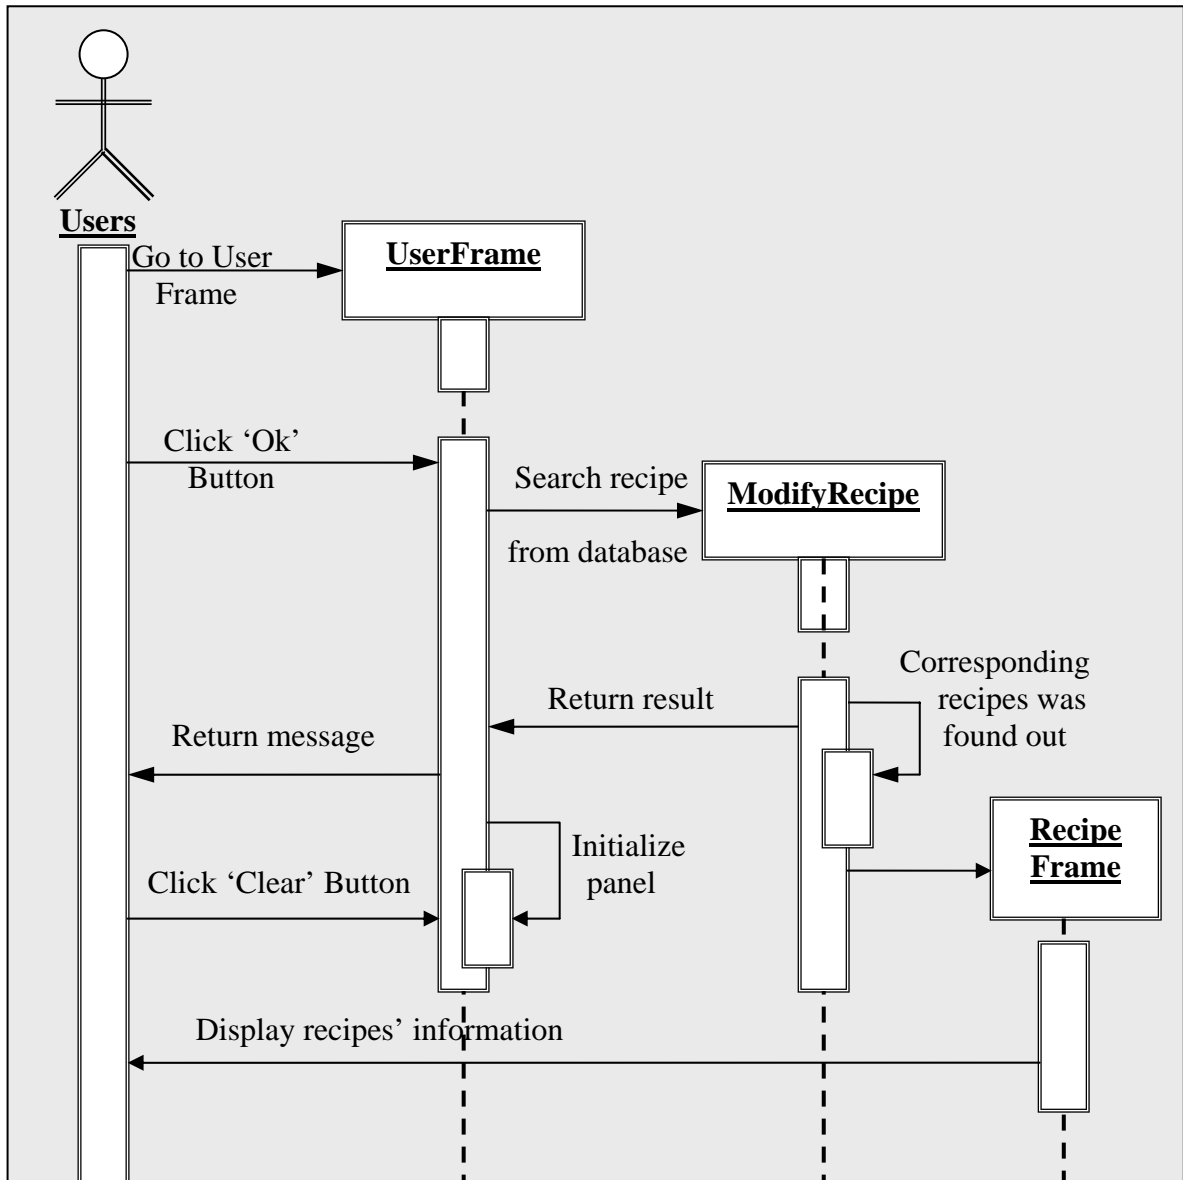 Users
Go to User
Frame
UserFrame
Click ‘Ok’
Button
Search recipe
from database
ModifyRecipe
Corresponding
recipes was
found out
Return result
Return message
Initialize
panel
Recipe
Frame
Click ‘Clear’ Button
Display recipes’ information